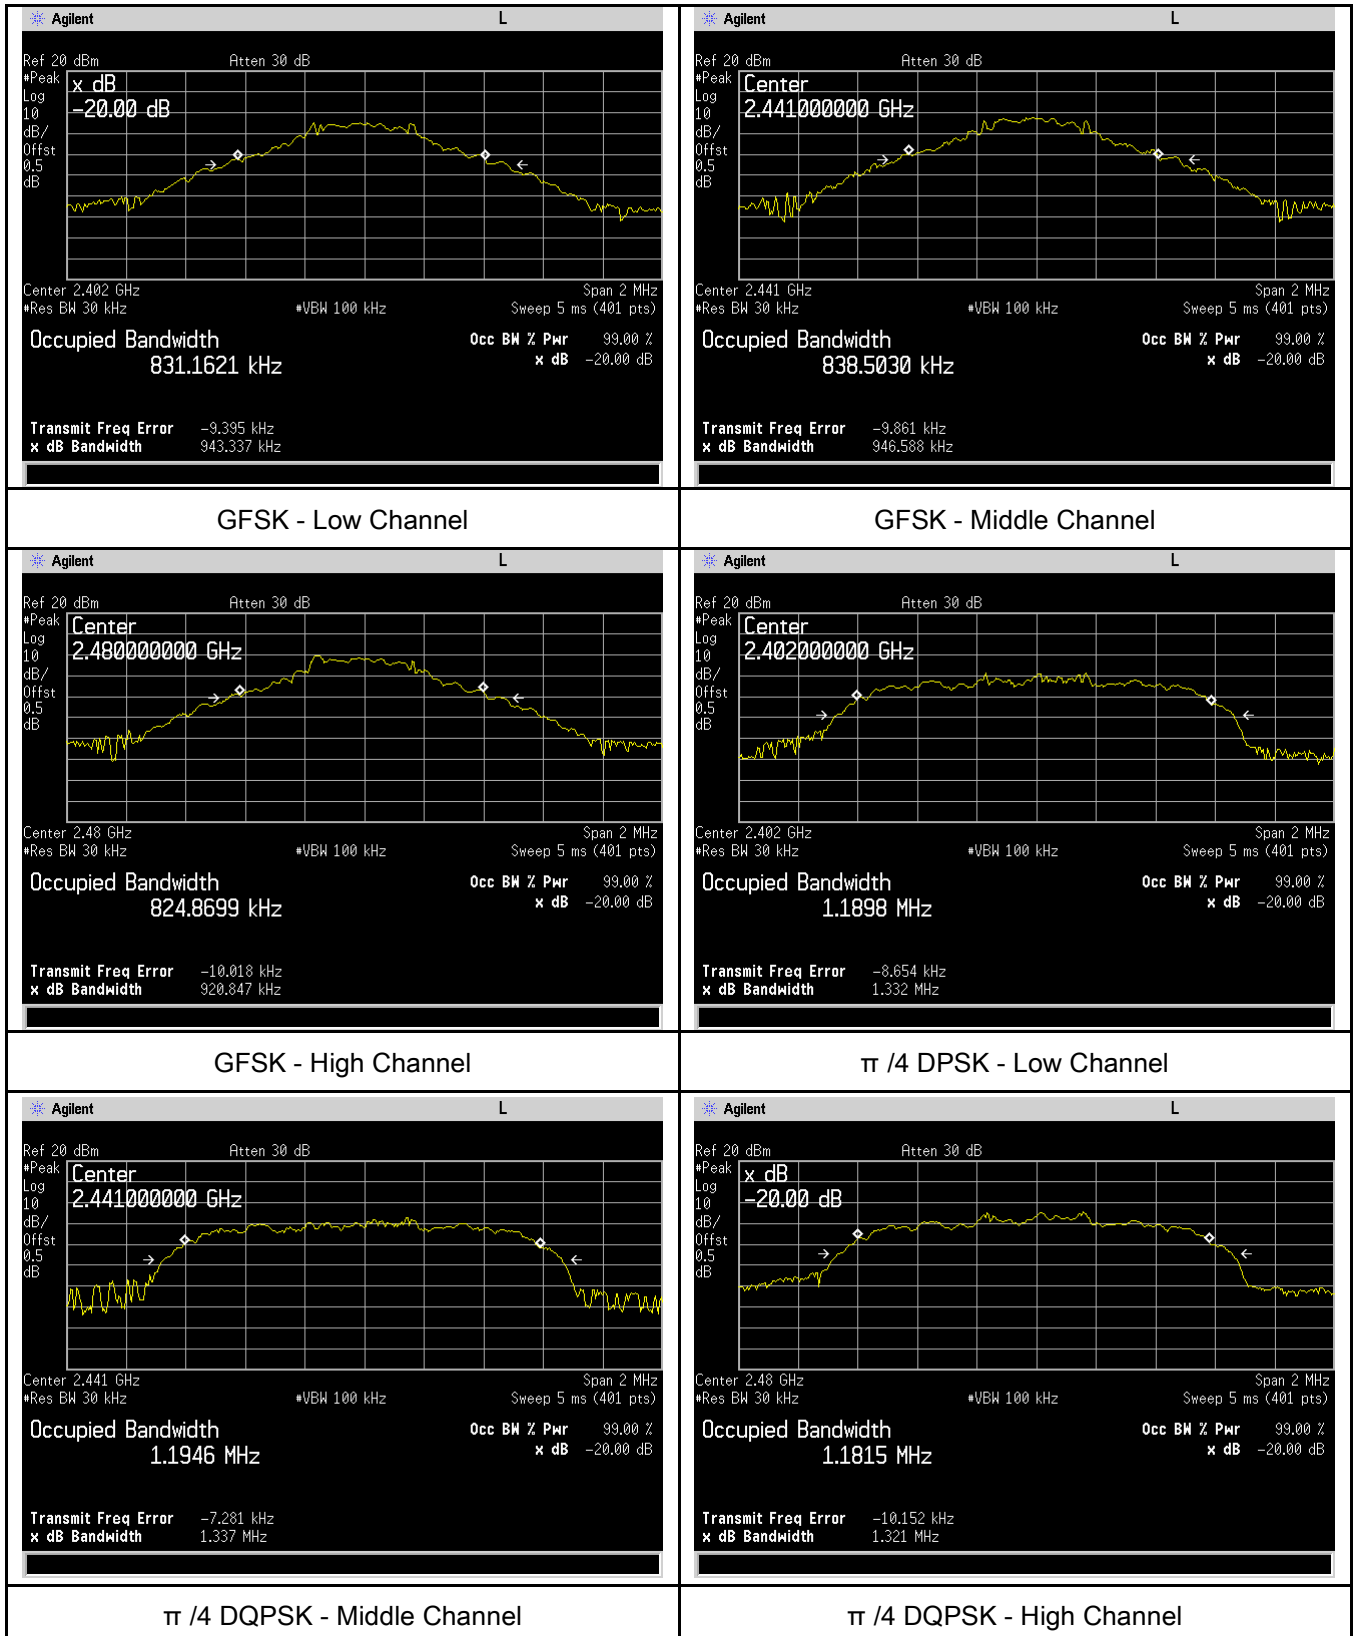 Agilent L
Ref 20 dBm Atten 30 dB
#Peak
Log
10
dB/
Offst
0.5
dB
x dB
-20.00 dB
Center 2.402 GHz Span 2 MHz
#Res BW 30 kHz #VBW 100 kHz Sweep 5 ms (401 pts)
Occupied Bandwidth Occ BW % Pwr 99.00 %
831.1621 kHz x dB -20.00 dB
Transmit Freq Error -9.395 kHz
x dB Bandwidth 943.337 kHz
GFSK - Low Channel
Agilent L
Ref 20 dBm Atten 30 dB
#Peak
Log
10
dB/
Offst
0.5
dB
Center
2.441000000 GHz
Center 2.441 GHz Span 2 MHz
#Res BW 30 kHz #VBW 100 kHz Sweep 5 ms (401 pts)
Occupied Bandwidth Occ BW % Pwr 99.00 %
838.5030 kHz x dB -20.00 dB
Transmit Freq Error -9.861 kHz
x dB Bandwidth 946.588 kHz
GFSK - Middle Channel
Agilent L
Ref 20 dBm Atten 30 dB
#Peak
Log
10
dB/
Offst
0.5
dB
Center
2.480000000 GHz
Center 2.48 GHz Span 2 MHz
#Res BW 30 kHz #VBW 100 kHz Sweep 5 ms (401 pts)
Occupied Bandwidth Occ BW % Pwr 99.00 %
824.8699 kHz x dB -20.00 dB
Transmit Freq Error -10.018 kHz
x dB Bandwidth 920.847 kHz
GFSK - High Channel
Agilent L
Ref 20 dBm Atten 30 dB
#Peak
Log
10
dB/
Offst
0.5
dB
Center
2.402000000 GHz
Center 2.402 GHz Span 2 MHz
#Res BW 30 kHz #VBW 100 kHz Sweep 5 ms (401 pts)
Occupied Bandwidth Occ BW % Pwr 99.00 %
1.1898 MHz x dB -20.00 dB
Transmit Freq Error -8.654 kHz
x dB Bandwidth 1.332 MHz
π /4 DPSK - Low Channel
Agilent L
Ref 20 dBm Atten 30 dB
#Peak
Log
10
dB/
Offst
0.5
dB
Center
2.441000000 GHz
Center 2.441 GHz Span 2 MHz
#Res BW 30 kHz #VBW 100 kHz Sweep 5 ms (401 pts)
Occupied Bandwidth Occ BW % Pwr 99.00 %
1.1946 MHz x dB -20.00 dB
Transmit Freq Error -7.281 kHz
x dB Bandwidth 1.337 MHz
π /4 DQPSK - Middle Channel
Agilent L
Ref 20 dBm Atten 30 dB
#Peak
Log
10
dB/
Offst
0.5
dB
x dB
-20.00 dB
Center 2.48 GHz Span 2 MHz
#Res BW 30 kHz #VBW 100 kHz Sweep 5 ms (401 pts)
Occupied Bandwidth Occ BW % Pwr 99.00 %
1.1815 MHz x dB -20.00 dB
Transmit Freq Error -10.152 kHz
x dB Bandwidth 1.321 MHz
π /4 DQPSK - High Channel